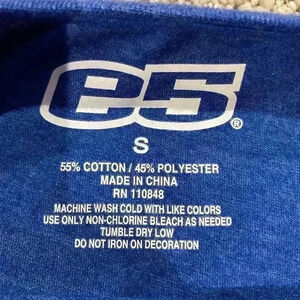 e5®
S
55% COTTON / 45% POLYESTER
MADE IN CHINA
RN 110848
MACHINE WASH COLD WITH LIKE COLORS
USE ONLY NON-CHLORINE BLEACH AS NEEDED
TUMBLE DRY LOW
DO NOT IRON ON DECORATION